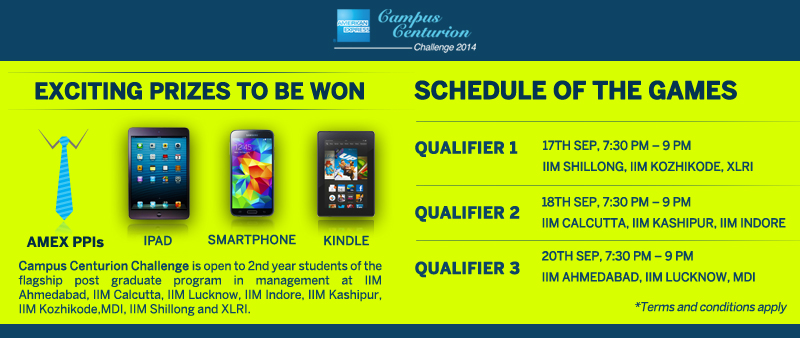 AMERICAN
EXPRESS
Campus
Centurion
Challenge 2014
EXCITING PRIZES TO BE WON
AMEX PPIs
IPAD
SMARTPHONE
KINDLE
Campus Centurion Challenge is open to 2nd year students of the
flagship post graduate program in management at IIM
Ahmedabad, IIM Calcutta, IIM Lucknow, IIM Indore, IIM Kashipur,
IIM Kozhikode,MDI, IIM Shillong and XLRI.
SCHEDULE OF THE GAMES
QUALIFIER 1
17TH SEP, 7:30 PM – 9 PM
IIM SHILLONG, IIM KOZHIKODE, XLRI
QUALIFIER 2
18TH SEP, 7:30 PM – 9 PM
IIM CALCUTTA, IIM KASHIPUR, IIM INDORE
QUALIFIER 3
20TH SEP, 7:30 PM – 9 PM
IIM AHMEDABAD, IIM LUCKNOW, MDI
*Terms and conditions apply